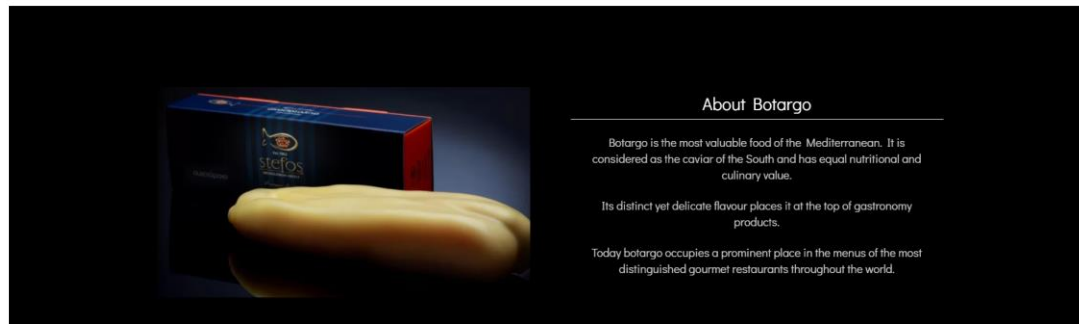 stefos
About Botargo
Botargo is the most valuable food of the Mediterranean. It is
considered as the caviar of the South and has equal nutritional and
culinary value.
Its distinct yet delicate flavour places it at the top of gastronomy
products.
Today botargo occupies a prominent place in the menus of the most
distinguished gourmet restaurants throughout the world.